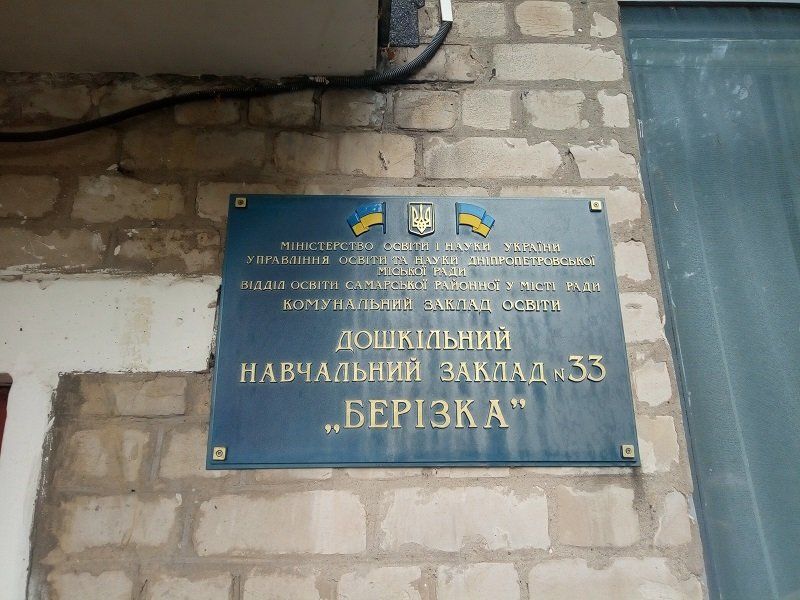 МІНІСТЕРСТВО ОСВІТИ І НАУКИ УКРАЇНИ
УПРАВЛІННЯ ОСВІТИ ТА НАУКИ ДНІПРОПЕТРОВСЬКОЇ
МІСЬКОЇ РАДИ
ВІДДІЛ ОСВІТИ САМАРСЬКОЇ РАЙОННОЇ У МІСТІ РАДИ
КОМУНАЛЬНИЙ ЗАКЛАД ОСВІТИ
ДОШКІЛЬНИЙ
НАВЧАЛЬНИЙ ЗАКЛАД N 33
„БЕРІЗКА”